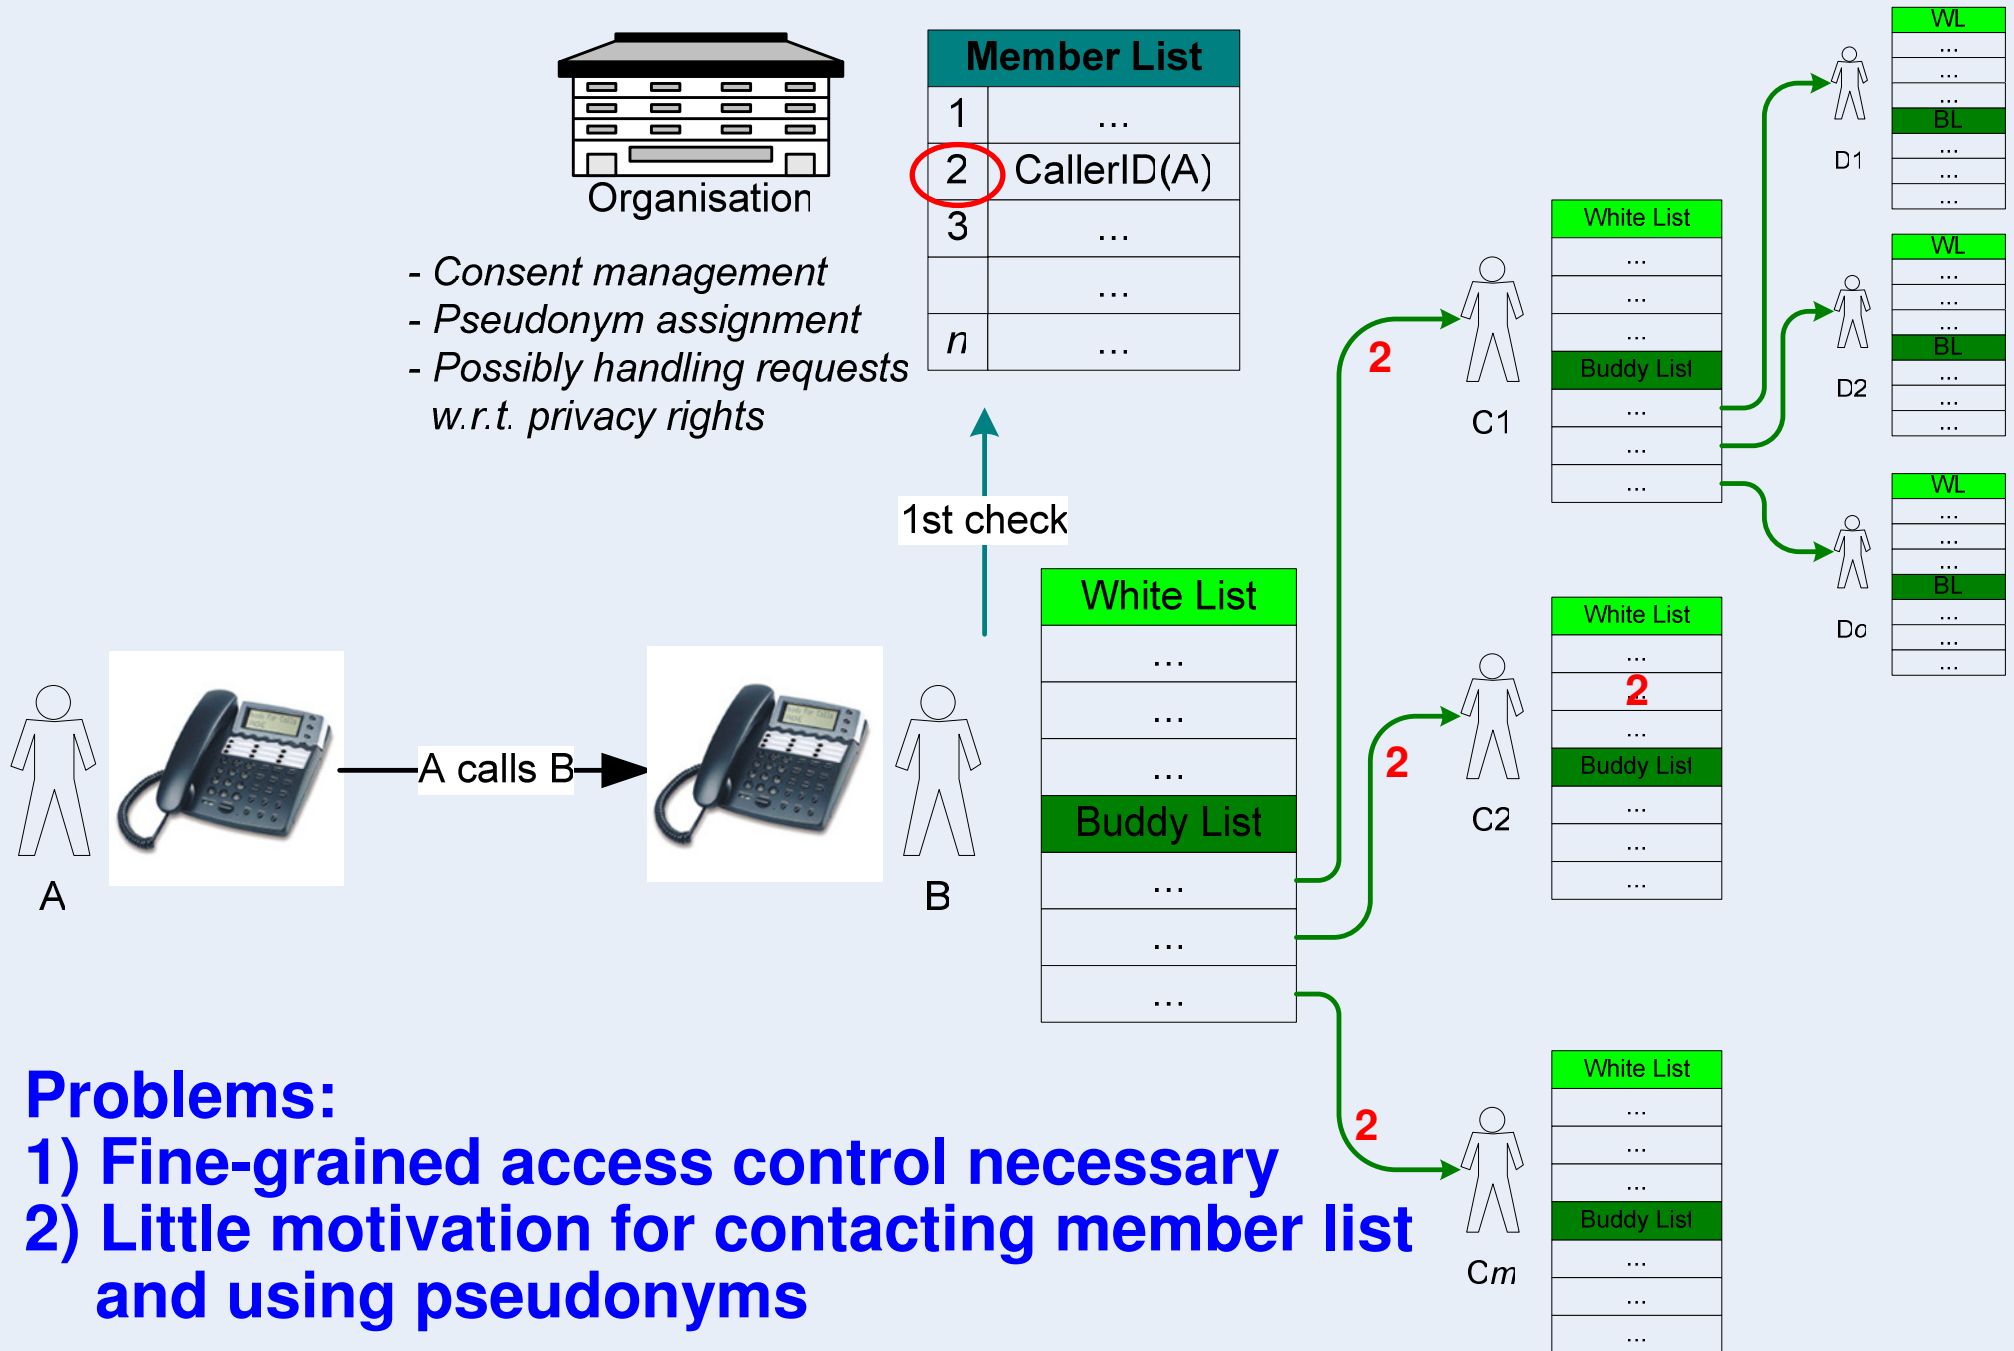 Organisation
- Consent management
- Pseudonym assignment
- Possibly handling requests
w.r.t. privacy rights
Member List
1 ...
2 CallerID(A)
3 ...
...
n ...
1st check
A
A calls B
B
White List
...
...
...
Buddy List
...
...
...
2
2
2
C1
White List
...
...
...
Buddy List
...
...
...
C2
White List
...
2
...
Buddy List
...
...
...
Cm
White List
...
...
...
Buddy List
...
...
...
D1
WL
...
...
...
BL
...
...
...
D2
WL
...
...
...
BL
...
...
...
Do
WL
...
...
...
BL
...
...
...
Problems:
1) Fine-grained access control necessary
2) Little motivation for contacting member list
and using pseudonyms